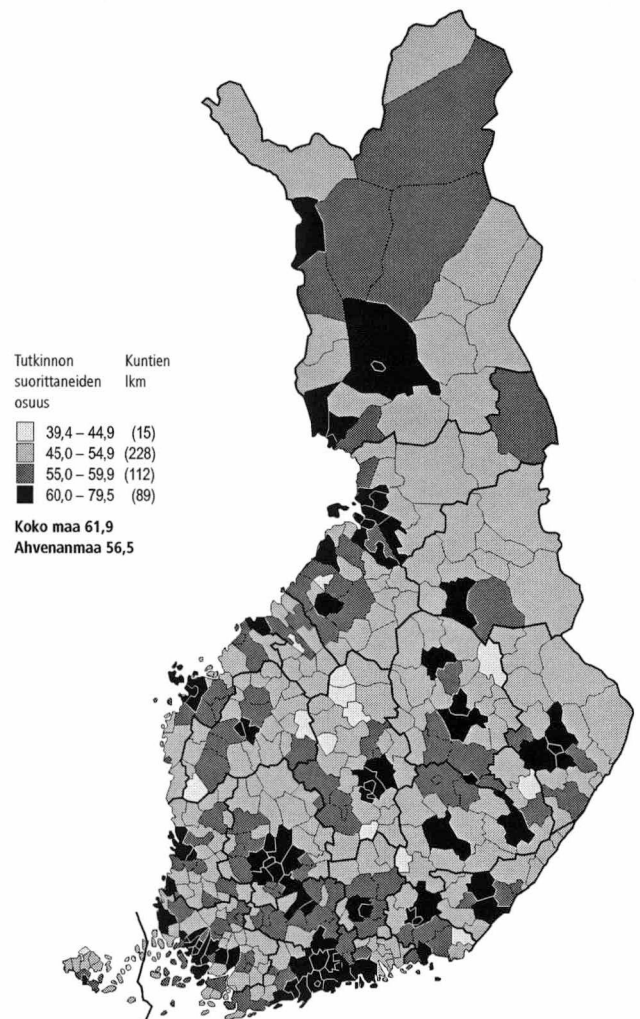 Tutkinnon Kuntien
suorittaneiden lkm
osuus
39,4 – 44,9 (15)
45,0 – 54,9 (228)
55,0 – 59,9 (112)
60,0 – 79,5 (89)
Koko maa 61,9
Ahvenanmaa 56,5